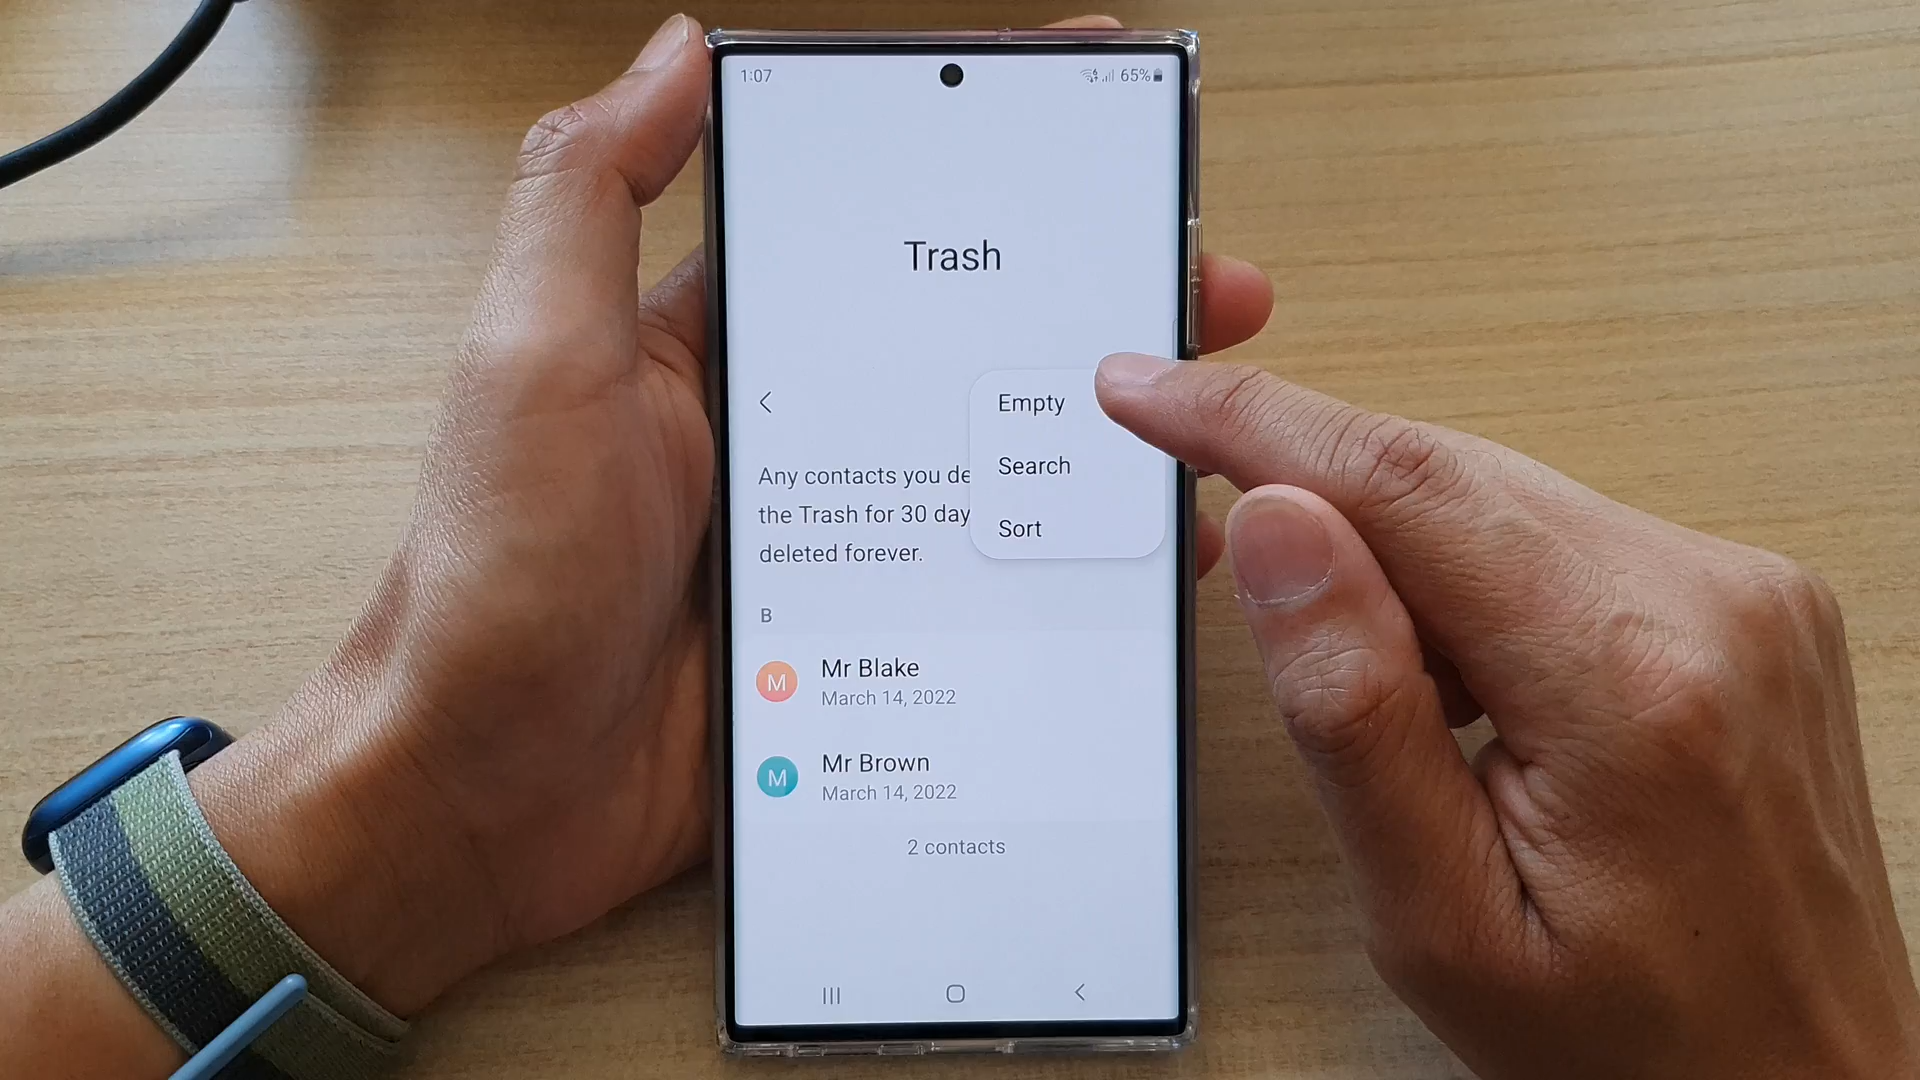 1:07
65%
Trash
Empty
Search
Sort
Any contacts you de
the Trash for 30 day
deleted forever.
B
M
Mr Blake
March 14, 2022
M
Mr Brown
March 14, 2022
2 contacts